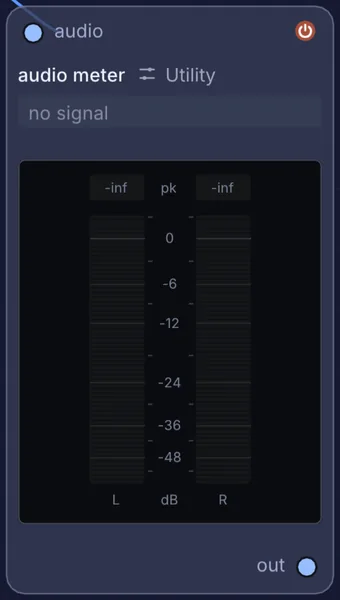 audio
audio meter Utility
no signal
-inf pk -inf
0
-6
-12
-24
-36
-48
L dB R
out